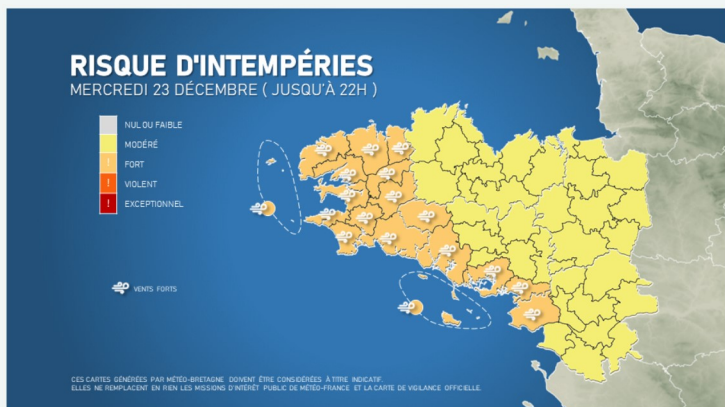 RISQUE D'INTEMPÉRIES
MERCREDI 23 DÉCEMBRE ( JUSQU'À 22H )
NUL OU FAIBLE
MODÉRÉ
! FORT
! VIOLENT
! EXCEPTIONNEL
VENTS FORTS
CES CARTES GÉNÉRÉES PAR MÉTÉO-BRETAGNE DOIVENT ÊTRE CONSIDÉRÉES À TITRE INDICATIF.
ELLES NE REMPLACENT EN RIEN LES MISSIONS D'INTÉRÊT PUBLIC DE MÉTÉO-FRANCE ET LA CARTE DE VIGILANCE OFFICIELLE.